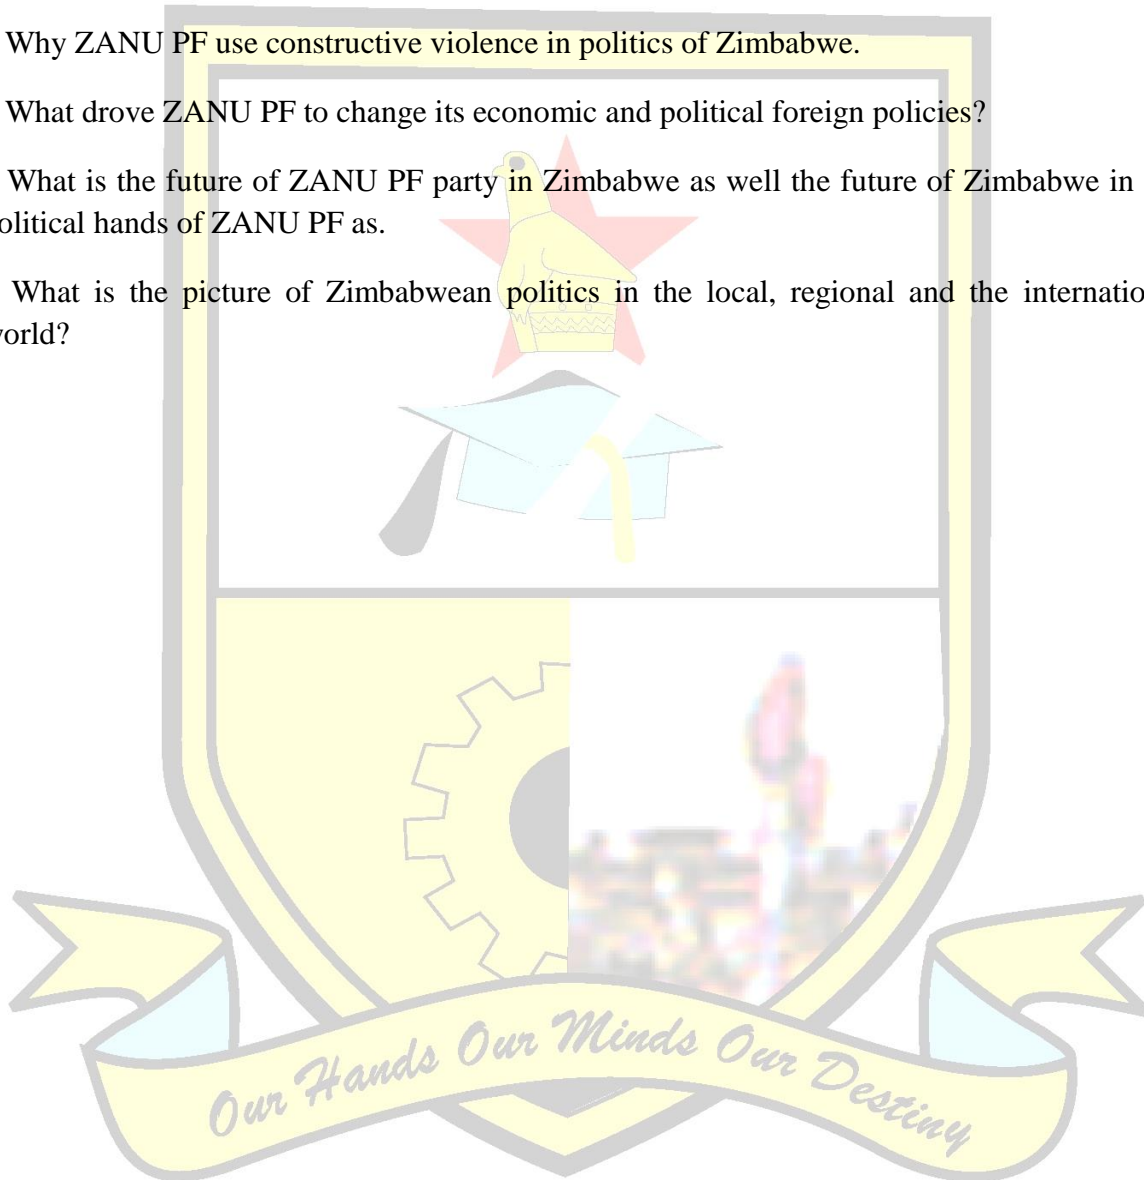 Why ZANU PF use constructive violence in politics of Zimbabwe.
What drove ZANU PF to change its economic and political foreign policies?
What is the future of ZANU PF party in Zimbabwe as well the future of Zimbabwe in
olitical hands of ZANU PF as.
What is the picture of Zimbabwean politics in the local, regional and the internatio
orld?
Our Hands Our Minds Our Destiny